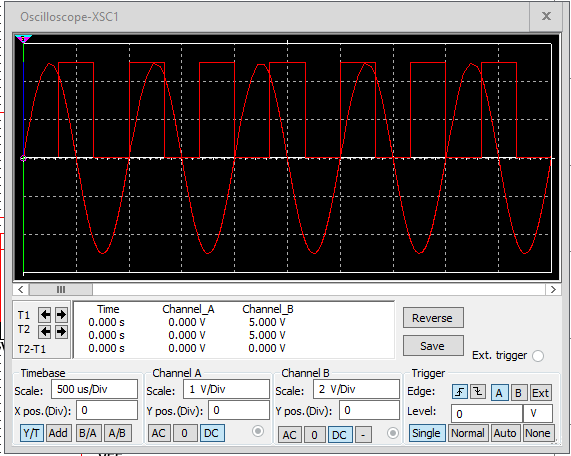 Oscilloscope-XSC1
T1
T2
T2-T1
Time Channel_A Channel_B
0.000 s 0.000 V 5.000 V
0.000 s 0.000 V 5.000 V
0.000 s 0.000 V 0.000 V
Reverse
Save
Ext. trigger
Timebase
Scale: 500 us/Div
X pos.(Div): 0
Y/T Add B/A A/B
Channel A
Scale: 1 V/Div
Y pos.(Div): 0
AC 0 DC
Channel B
Scale: 2 V/Div
Y pos.(Div): 0
AC 0 DC -
Trigger
Edge: A B Ext
Level: 0 V
Single Normal Auto None